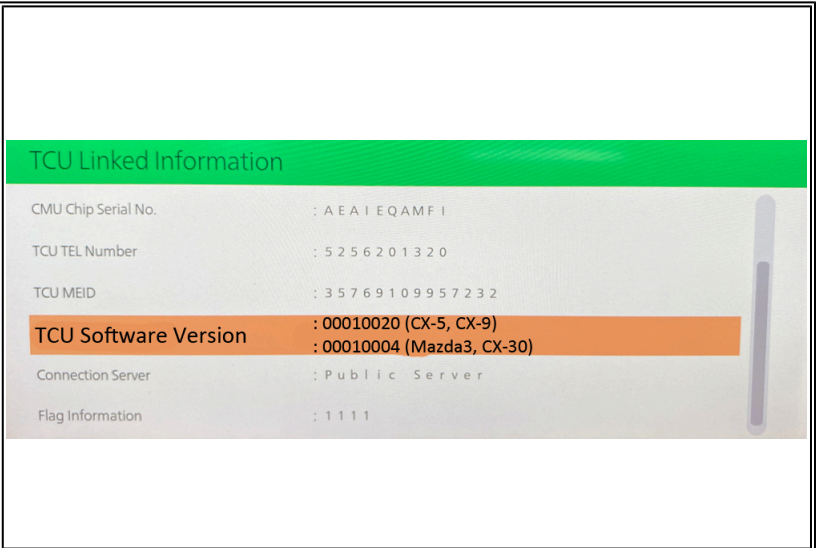 TCU Linked Information
CMU Chip Serial No. : A E A I E Q A M F I
TCU TEL Number : 5 2 5 6 2 0 1 3 2 0
TCU MEID : 3 5 7 6 9 1 0 9 9 5 7 2 3 2
TCU Software Version : 00010020 (CX-5, CX-9)
: 00010004 (Mazda3, CX-30)
Connection Server : P u b l i c S e r v e r
Flag Information : 1 1 1 1